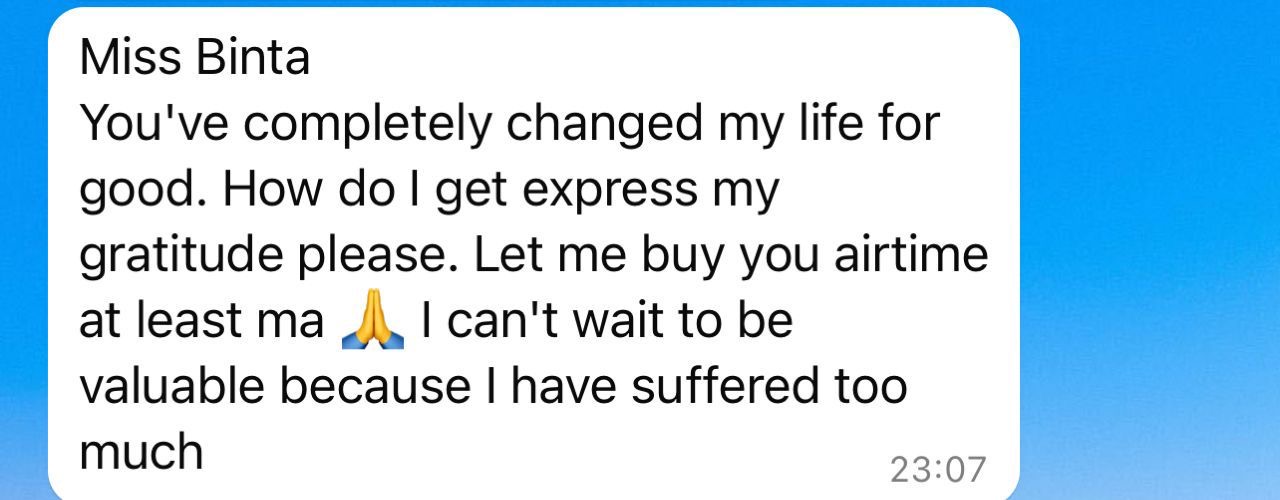 Miss Binta
You've completely changed my life for
good. How do I get express my
gratitude please. Let me buy you airtime
at least ma 🙏 I can't wait to be
valuable because I have suffered too
much
23:07